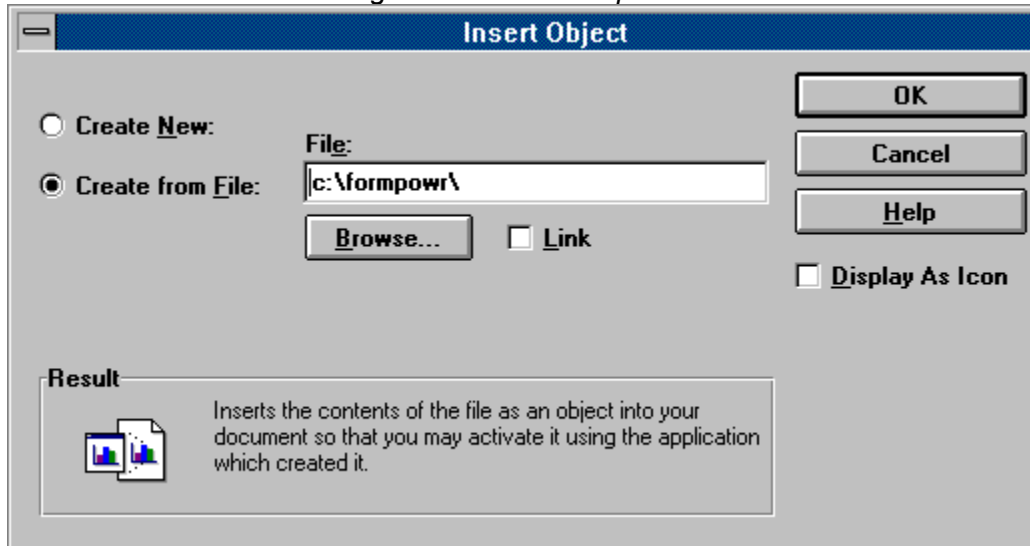 Insert Object
Create New:
Create from File:
File:
c:\formpowr\
Browse...
Link
OK
Cancel
Help
Display As Icon
Result
Inserts the contents of the file as an object into your
document so that you may activate it using the application
which created it.